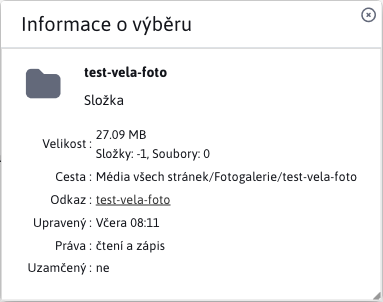 Informace o výběru
test-vela-foto
Složka
Velikost : 27.09 MB
Složky: -1, Soubory: 0
Cesta : Média všech stránek/Fotogalerie/test-vela-foto
Odkaz : test-vela-foto
Upravený : Včera 08:11
Práva : čtení a zápis
Uzamčený : ne